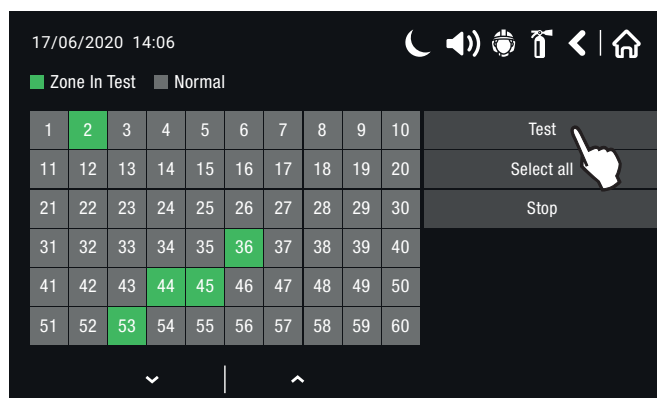 17/06/2020 14:06
Zone In Test Normal
1 2 3 4 5 6 7 8 9 10 Test
11 12 13 14 15 16 17 18 19 20 Select all
21 22 23 24 25 26 27 28 29 30 Stop
31 32 33 34 35 36 37 38 39 40
41 42 43 44 45 46 47 48 49 50
51 52 53 54 55 56 57 58 59 60